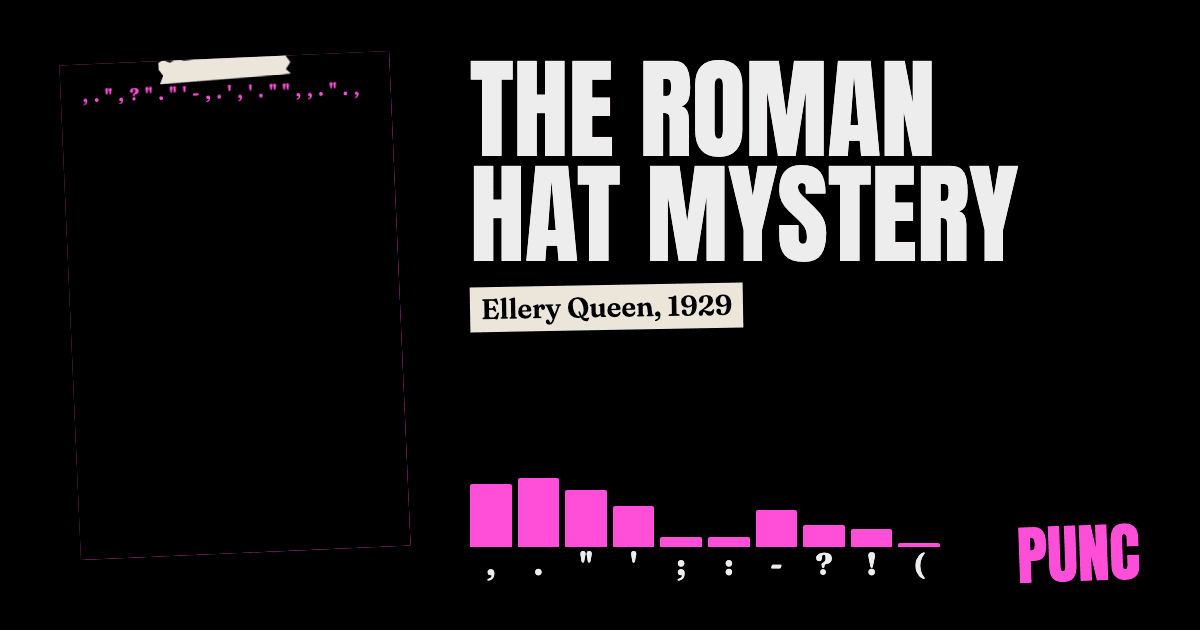 ,.",?"."'-,.','."",,.".,
THE ROMAN
HAT MYSTERY
Ellery Queen, 1929
, . " ' ; : - ? ! (
PUNC